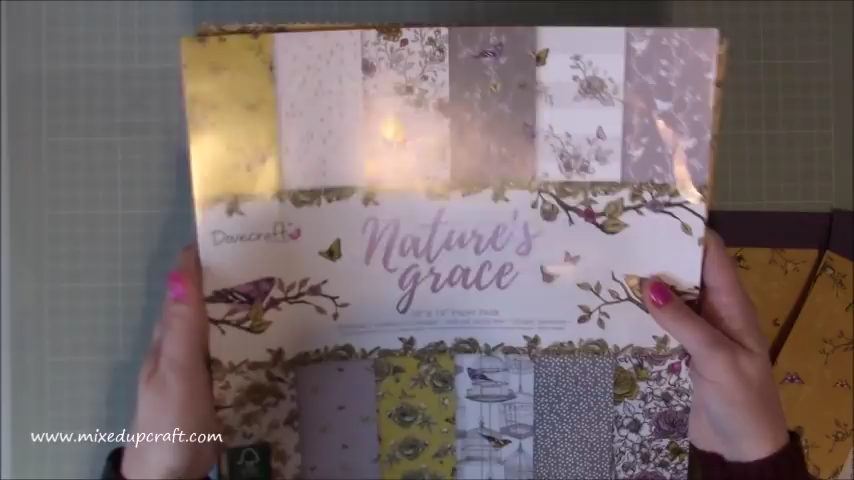 Dovecraft
Nature's
grace
12" X 12" PAPER PACK
www.mixedupcraft.com